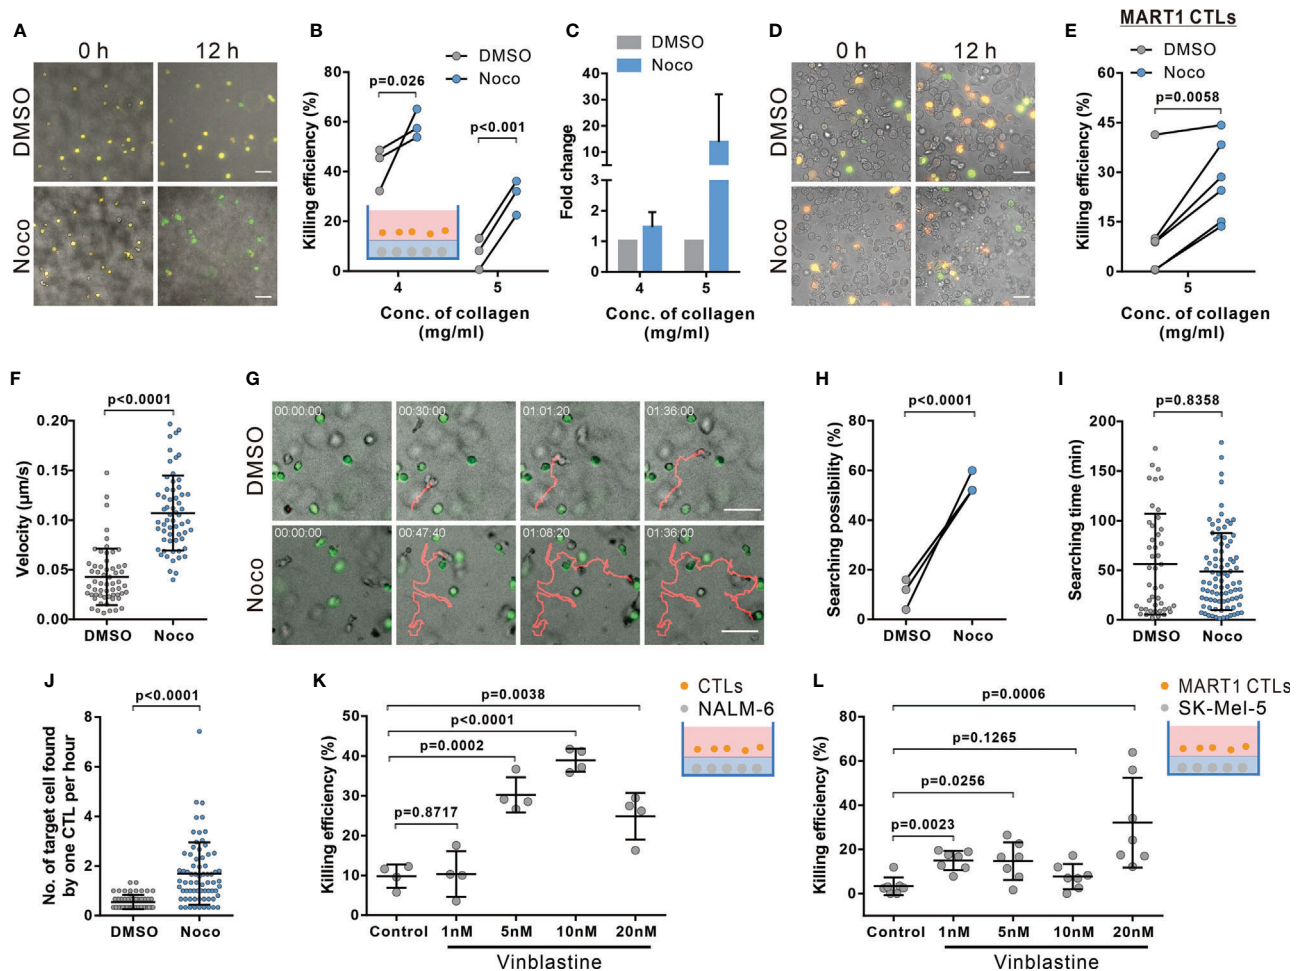 A
0 h
12 h
DMSO
Noco
B
DMSO
Noco
p=0.026
p<0.001
Killing efficiency (%)
80
60
40
20
0
4
5
Conc. of collagen
(mg/ml)
C
DMSO
Noco
Fold change
40
30
20
10
1
0
4
5
Conc. of collagen
(mg/ml)
D
0 h
12 h
DMSO
Noco
E
MART1 CTLs
DMSO
Noco
p=0.0058
Killing efficiency (%)
60
45
30
15
0
5
Conc. of collagen
(mg/ml)
F
p<0.0001
Velocity (μm/s)
0.20
0.15
0.10
0.05
0.00
DMSO
Noco
G
DMSO
00:00:00
00:30:00
01:01:20
01:36:00
Noco
00:00:00
00:47:40
01:08:20
01:36:00
H
p<0.0001
Searching possibility (%)
80
60
40
20
0
DMSO
Noco
I
p=0.8358
Searching time (min)
200
150
100
50
0
DMSO
Noco
J
p<0.0001
No. of target cell found
by one CTL per hour
8
6
4
2
0
DMSO
Noco
K
CTLs
NALM-6
p=0.0038
p<0.0001
p=0.0002
p=0.8717
Killing efficiency (%)
50
40
30
20
10
0
Control
1nM
5nM
10nM
20nM
Vinblastine
L
MART1 CTLs
SK-Mel-5
p=0.0006
p=0.1265
p=0.0256
p=0.0023
Killing efficiency (%)
80
60
40
20
0
Control
1nM
5nM
10nM
20nM
Vinblastine